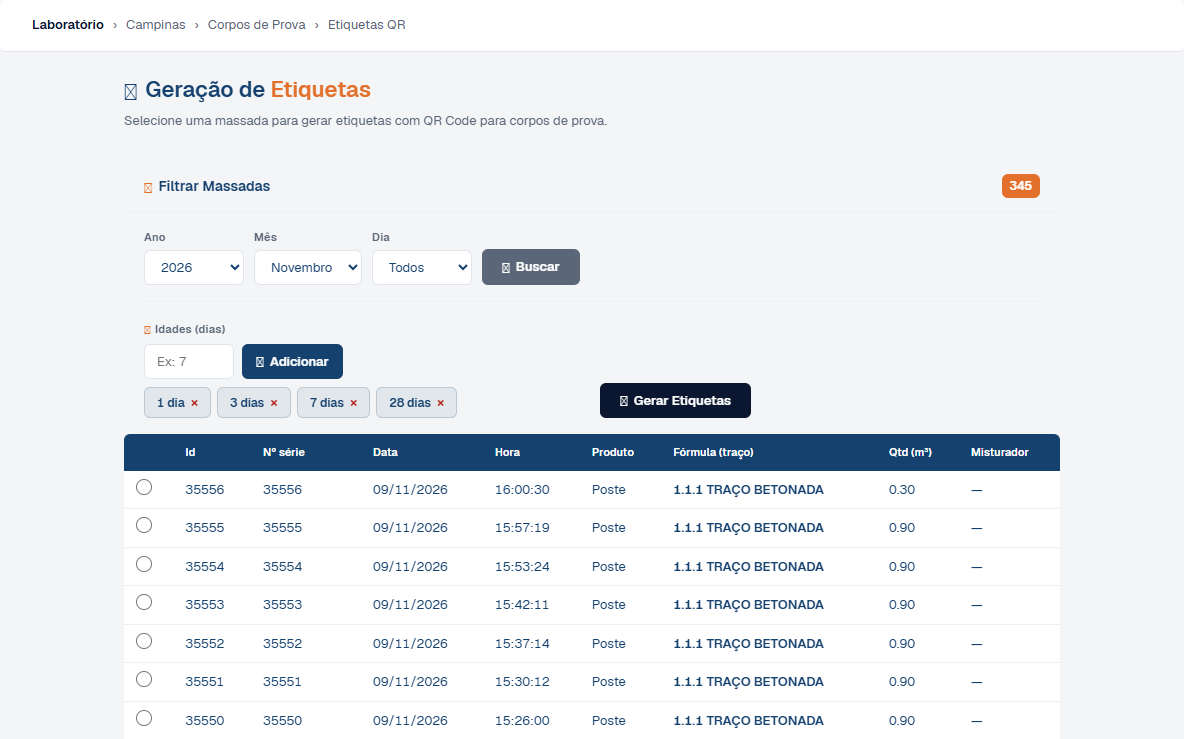 Laboratório › Campinas › Corpos de Prova › Etiquetas QR
Geração de Etiquetas
Selecione uma massada para gerar etiquetas com QR Code para corpos de prova.
Filtrar Massadas 345
Ano Mês Dia
2026 Novembro Todos Buscar
Idades (dias)
Ex: 7 Adicionar
1 dia × 3 dias × 7 dias × 28 dias × Gerar Etiquetas
Id Nº série Data Hora Produto Fórmula (traço) Qtd (m³) Misturador
35556 35556 09/11/2026 16:00:30 Poste 1.1.1 TRAÇO BETONADA 0.30 —
35555 35555 09/11/2026 15:57:19 Poste 1.1.1 TRAÇO BETONADA 0.90 —
35554 35554 09/11/2026 15:53:24 Poste 1.1.1 TRAÇO BETONADA 0.90 —
35553 35553 09/11/2026 15:42:11 Poste 1.1.1 TRAÇO BETONADA 0.90 —
35552 35552 09/11/2026 15:37:14 Poste 1.1.1 TRAÇO BETONADA 0.90 —
35551 35551 09/11/2026 15:30:12 Poste 1.1.1 TRAÇO BETONADA 0.90 —
35550 35550 09/11/2026 15:26:00 Poste 1.1.1 TRAÇO BETONADA 0.90 —